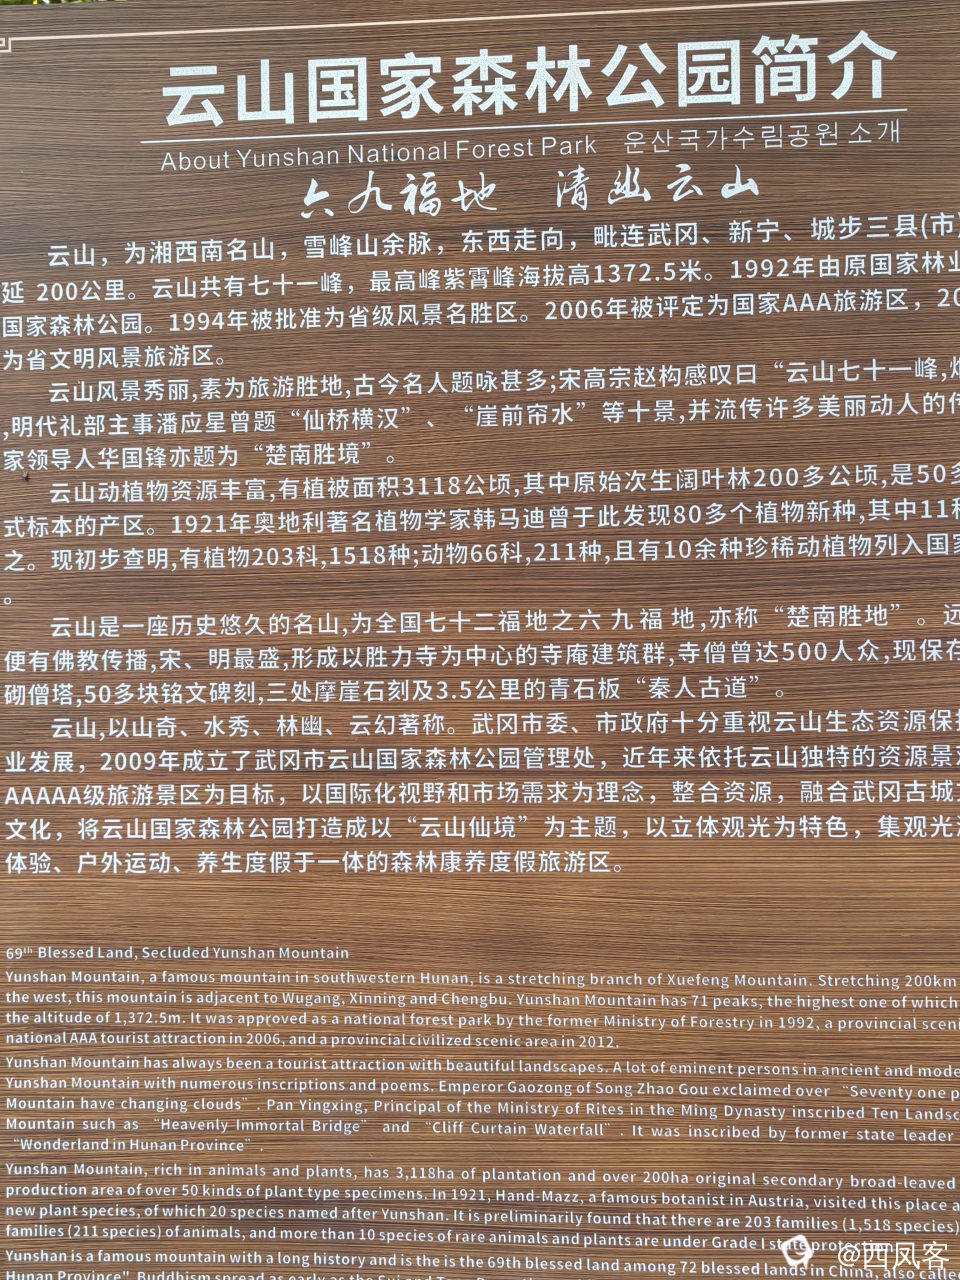 云山国家森林公园简介
About Yunshan National Forest Park 운산국가수림공원 소개
六九福地 清幽云山
云山，为湘西南名山，雪峰山余脉，东西走向，毗连武冈、新宁、城步三县(市)
延 200公里。云山共有七十一峰，最高峰紫霄峰海拔高1372.5米。1992年由原国家林业
国家森林公园。1994年被批准为省级风景名胜区。2006年被评定为国家AAA旅游区，20
为省文明风景旅游区。
云山风景秀丽,素为旅游胜地,古今名人题咏甚多;宋高宗赵构感叹曰“云山七十一峰,
,明代礼部主事潘应星曾题“仙桥横汉”、“崖前帘水”等十景,并流传许多美丽动人的传
家领导人华国锋亦题为“楚南胜境”。
云山动植物资源丰富,有植被面积3118公顷,其中原始次生阔叶林200多公顷,是50多
式标本的产区。1921年奥地利著名植物学家韩马迪曾于此发现80多个植物新种,其中11种
之。现初步查明,有植物203科,1518种;动物66科,211种,且有10余种珍稀动植物列入国家
。
云山是一座历史悠久的名山,为全国七十二福地之六 九 福 地 ,亦称“楚南胜地”。远
便有佛教传播,宋、明最盛,形成以胜力寺为中心的寺庵建筑群,寺僧曾达500人众,现保存
砌僧塔,50多块铭文碑刻,三处摩崖石刻及3.5公里的青石板“秦人古道”。
云山,以山奇、水秀、林幽、云幻著称。武冈市委、市政府十分重视云山生态资源保护
业发展，2009年成立了武冈市云山国家森林公园管理处，近年来依托云山独特的资源景观
AAAAA级旅游景区为目标，以国际化视野和市场需求为理念，整合资源，融合武冈古城文
文化，将云山国家森林公园打造成以“云山仙境”为主题，以立体观光为特色，集观光游
体验、户外运动、养生度假于一体的森林康养度假旅游区。
69th Blessed Land, Secluded Yunshan Mountain
Yunshan Mountain, a famous mountain in southwestern Hunan, is a stretching branch of Xuefeng Mountain. Stretching 200km
the west, this mountain is adjacent to Wugang, Xinning and Chengbu. Yunshan Mountain has 71 peaks, the highest one of which
the altitude of 1,372.5m. It was approved as a national forest park by the former Ministry of Forestry in 1992, a provincial sceni
national AAA tourist attraction in 2006, and a provincial civilized scenic area in 2012.
Yunshan Mountain has always been a tourist attraction with beautiful landscapes. A lot of eminent persons in ancient and mode
Yunshan Mountain with numerous inscriptions and poems. Emperor Gaozong of Song Zhao Gou exclaimed over “Seventy one p
Mountain have changing clouds”. Pan Yingxing, Principal of the Ministry of Rites in the Ming Dynasty inscribed Ten Landsc
Mountain such as “Heavenly Immortal Bridge” and “Cliff Curtain Waterfall”. It was inscribed by former state leader
“Wonderland in Hunan Province”.
Yunshan Mountain, rich in animals and plants, has 3,118ha of plantation and over 200ha original secondary broad-leaved
production area of over 50 kinds of plant type specimens. In 1921, Hand-Mazz, a famous botanist in Austria, visited this place a
new plant species, of which 20 species named after Yunshan. It is preliminarily found that there are 203 families (1,518 species)
families (211 species) of animals, and more than 10 species of rare animals and plants are under Grade I state protection.
Yunshan is a famous mountain with a long history and is the is the 69th blessed land among 72 blessed lands in China, also calle
Hunan Province". Buddhism spread as early as the Sui and Tang
@西凤客